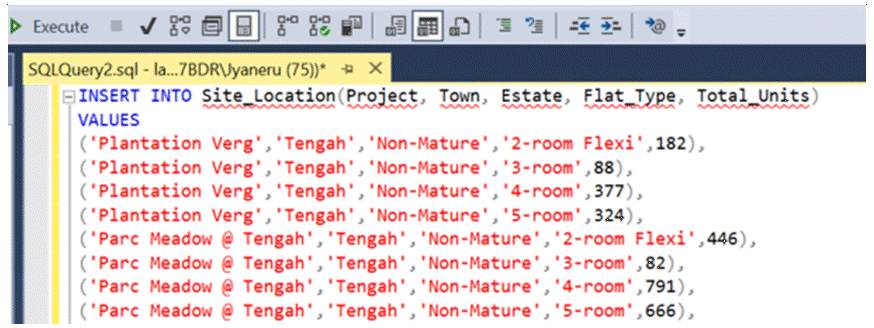 Execute
SQLQuery2.sql - la...7BDR\Jyaneru (75))*
INSERT INTO Site_Location(Project, Town, Estate, Flat_Type, Total_Units)
VALUES
('Plantation Verg','Tengah','Non-Mature','2-room Flexi',182),
('Plantation Verg','Tengah','Non-Mature','3-room',88),
('Plantation Verg','Tengah','Non-Mature','4-room',377),
('Plantation Verg','Tengah','Non-Mature','5-room',324),
('Parc Meadow @ Tengah','Tengah','Non-Mature','2-room Flexi',446),
('Parc Meadow @ Tengah','Tengah','Non-Mature','3-room',82),
('Parc Meadow @ Tengah','Tengah','Non-Mature','4-room',791),
('Parc Meadow @ Tengah','Tengah','Non-Mature','5-room',666),